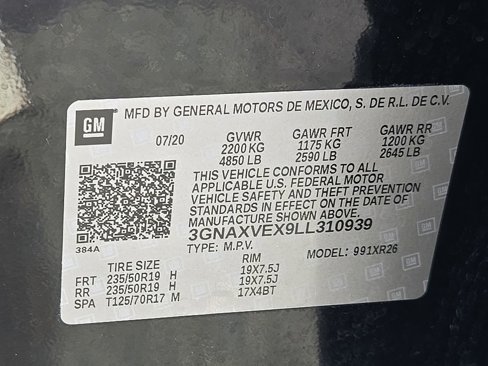 GM
MFD BY GENERAL MOTORS DE MEXICO, S. DE R.L. DE C.V.
07/20 GVWR GAWR FRT GAWR RR
2200 KG 1175 KG 1200 KG
4850 LB 2590 LB 2645 LB
THIS VEHICLE CONFORMS TO ALL
APPLICABLE U.S. FEDERAL MOTOR
VEHICLE SAFETY AND THEFT PREVENTION
STANDARDS IN EFFECT ON THE DATE OF
MANUFACTURE SHOWN ABOVE.
3GNAXVEX9LL310939
384A
TYPE: M.P.V. MODEL: 991XR26
TIRE SIZE RIM
FRT 235/50R19 H 19X7.5J
RR 235/50R19 H 19X7.5J
SPA T125/70R17 M 17X4BT